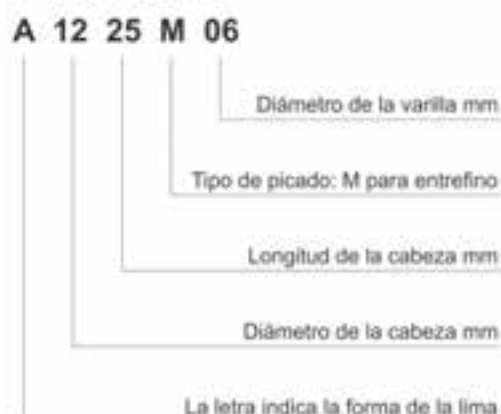 A 12 25 M 06
Diámetro de la varilla mm
Tipo de picado: M para entrefino
Longitud de la cabeza mm
Diámetro de la cabeza mm
La letra indica la forma de la lima